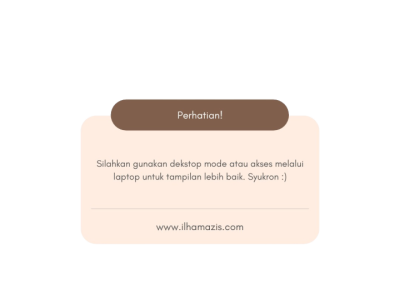 Perhatian!
Silahkan gunakan dekstop mode atau akses melalui
laptop untuk tampilan lebih baik. Syukron :)
www.ilhamazis.com